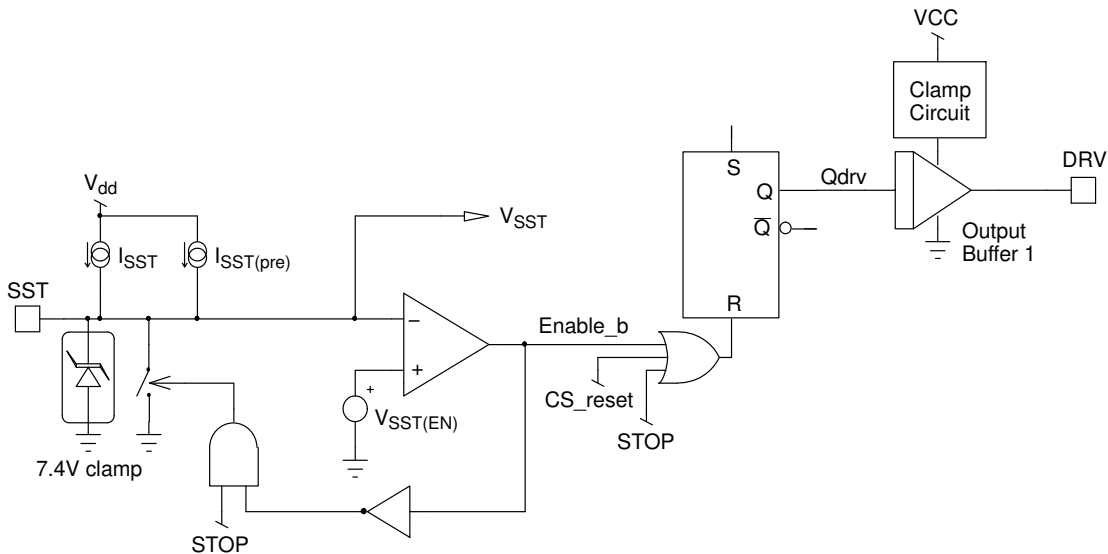 VCC
Clamp
Circuit
DRV
S
Q
Qdrv
Q
Output
Buffer 1
R
Vdd
VSST
ISST
ISST(pre)
SST
−
+
+
Enable_b
CS_reset
STOP
VSST(EN)
7.4V clamp
STOP